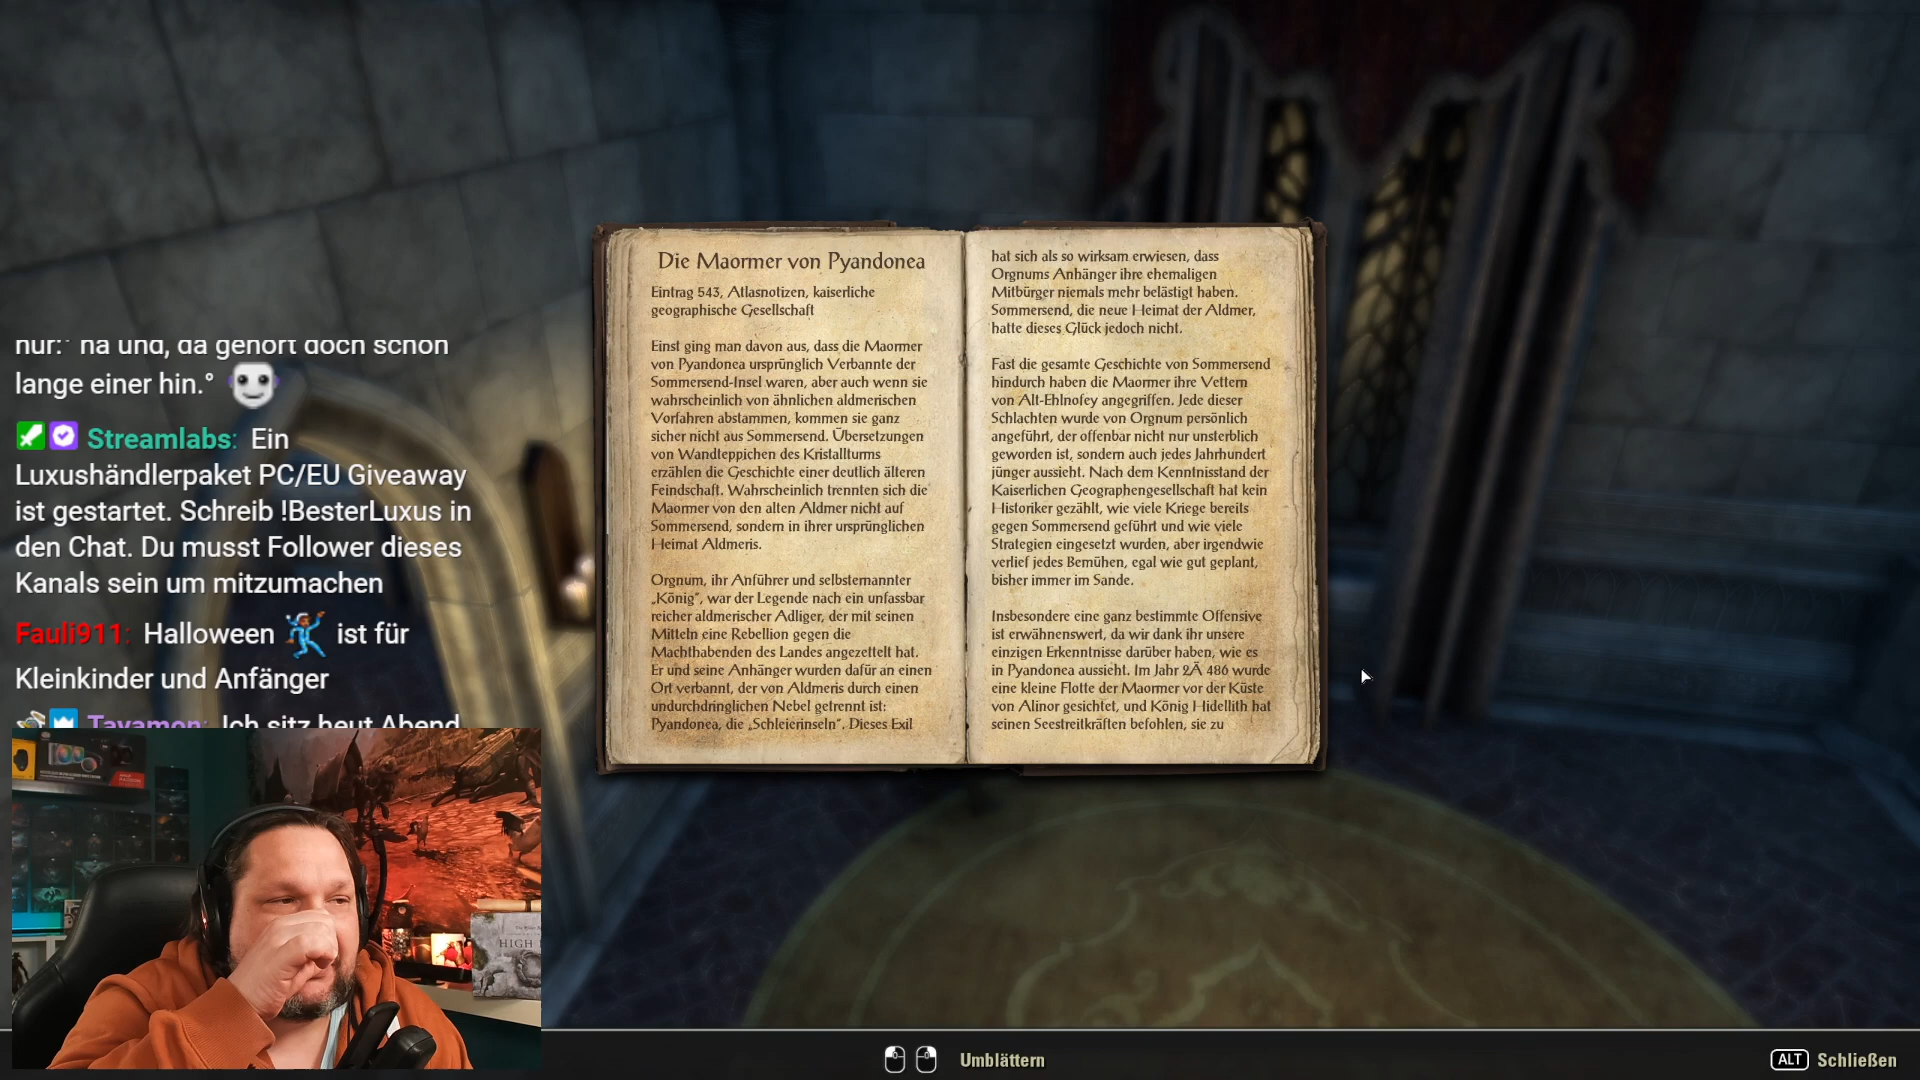 nur:° na und, da gehört doch schon
lange einer hin.°
Streamlabs: Ein
Luxushändlerpaket PC/EU Giveaway
ist gestartet. Schreib !BesterLuxus in
den Chat. Du musst Follower dieses
Kanals sein um mitzumachen
Fauli911: Halloween ist für
Kleinkinder und Anfänger
Tavamon: Ich sitz heut Abend
HIGH
Die Maormer von Pyandonea
Eintrag 543, Atlasnotizen, kaiserliche
geographische Gesellschaft
Einst ging man davon aus, dass die Maormer
von Pyandonea ursprünglich Verbannte der
Sommersend-Insel waren, aber auch wenn sie
wahrscheinlich von ähnlichen aldmerischen
Vorfahren abstammen, kommen sie ganz
sicher nicht aus Sommersend. Übersetzungen
von Wandteppichen des Kristallturms
erzählen die Geschichte einer deutlich älteren
Feindschaft. Wahrscheinlich trennten sich die
Maormer von den alten Aldmer nicht auf
Sommersend, sondern in ihrer ursprünglichen
Heimat Aldmeris.
Orgnum, ihr Anführer und selbsternannter
„König“, war der Legende nach ein unfassbar
reicher aldmerischer Adliger, der mit seinen
Mitteln eine Rebellion gegen die
Machthabenden des Landes angezettelt hat.
Er und seine Anhänger wurden dafür an einen
Ort verbannt, der von Aldmeris durch einen
undurchdringlichen Nebel getrennt ist:
Pyandonea, die „Schleierinseln“. Dieses Exil
hat sich als so wirksam erwiesen, dass
Orgnums Anhänger ihre ehemaligen
Mitbürger niemals mehr belästigt haben.
Sommersend, die neue Heimat der Aldmer,
hatte dieses Glück jedoch nicht.
Fast die gesamte Geschichte von Sommersend
hindurch haben die Maormer ihre Vettern
von Alt-Ehlnofey angegriffen. Jede dieser
Schlachten wurde von Orgnum persönlich
angeführt, der offenbar nicht nur unsterblich
geworden ist, sondern auch jedes Jahrhundert
jünger aussieht. Nach dem Kenntnisstand der
Kaiserlichen Geographengesellschaft hat kein
Historiker gezählt, wie viele Kriege bereits
gegen Sommersend geführt und wie viele
Strategien eingesetzt wurden, aber irgendwie
verlief jedes Bemühen, egal wie gut geplant,
bisher immer im Sande.
Insbesondere eine ganz bestimmte Offensive
ist erwähnenswert, da wir dank ihr unsere
einzigen Erkenntnisse darüber haben, wie es
in Pyandonea aussieht. Im Jahr 2Ä 486 wurde
eine kleine Flotte der Maormer vor der Küste
von Alinor gesichtet, und König Hidellith hat
seinen Seestreitkräften befohlen, sie zu
Umblättern
ALT Schließen